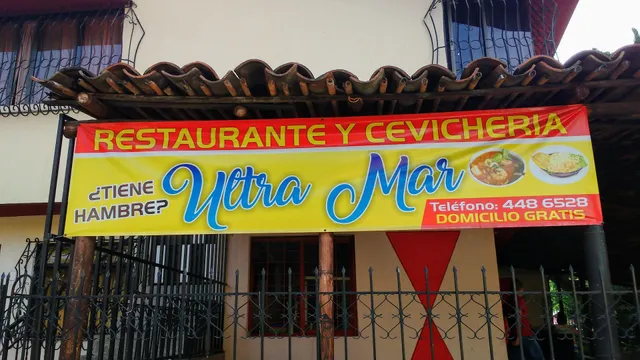 RESTAURANTE Y CEVICHERIA
¿TIENE
HAMBRE?
Ultra Mar
Teléfono: 448 6528
DOMICILIO GRATIS